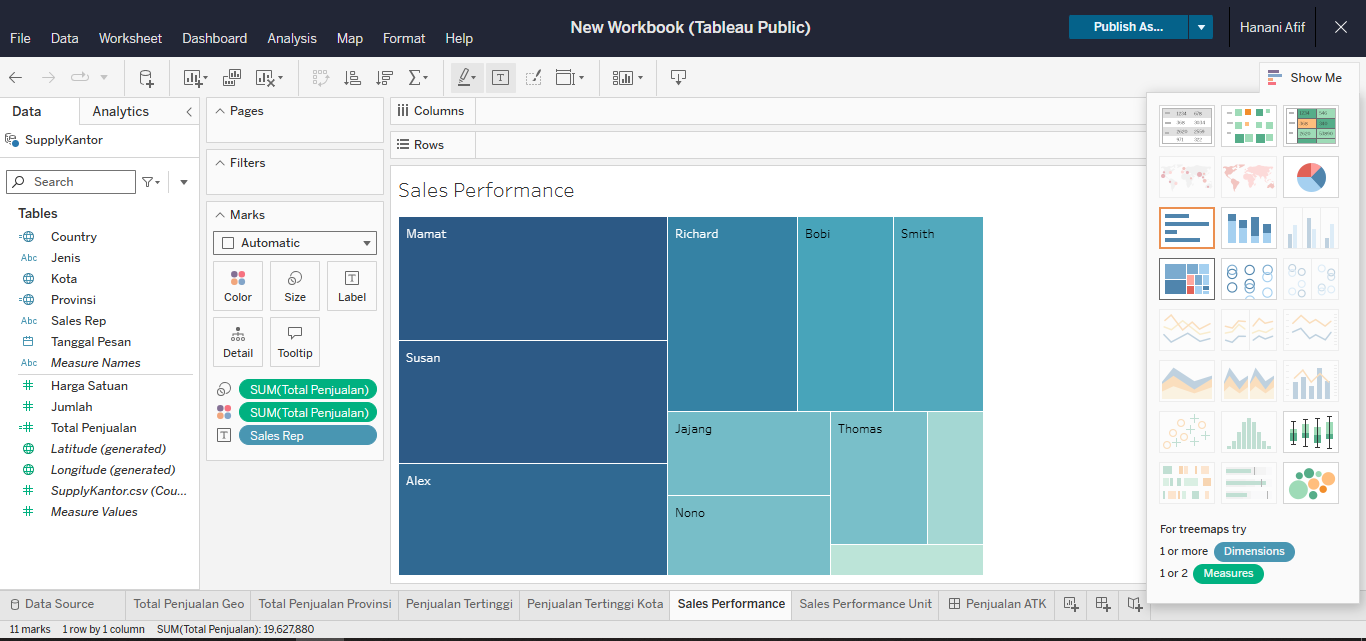 New Workbook (Tableau Public)
Publish As...
Hanani Afif
File Data Worksheet Dashboard Analysis Map Format Help
Show Me
Data Analytics
SupplyKantor
Search
Tables
Country
Abc Jenis
Kota
Provinsi
Abc Sales Rep
Tanggal Pesan
Abc Measure Names
Harga Satuan
Jumlah
Total Penjualan
Latitude (generated)
Longitude (generated)
SupplyKantor.csv (Cou...
Measure Values
Pages
Filters
Marks
Automatic
Color Size Label
Detail Tooltip
SUM(Total Penjualan)
SUM(Total Penjualan)
Sales Rep
Columns
Rows
Sales Performance
Mamat
Susan
Alex
Richard
Bobi
Smith
Jajang
Nono
Thomas
For treemaps try
1 or more Dimensions
1 or 2 Measures
Data Source Total Penjualan Geo Total Penjualan Provinsi Penjualan Tertinggi Penjualan Tertinggi Kota Sales Performance Sales Performance Unit Penjualan ATK
11 marks 1 row by 1 column SUM(Total Penjualan): 19,627,880